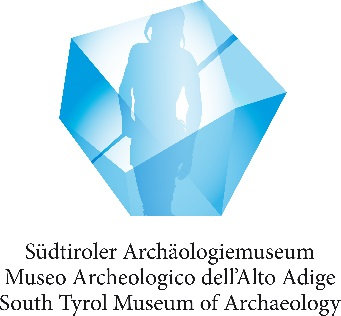 Südtiroler Archäologiemuseum
Museo Archeologico dell’Alto Adige
South Tyrol Museum of Archaeology